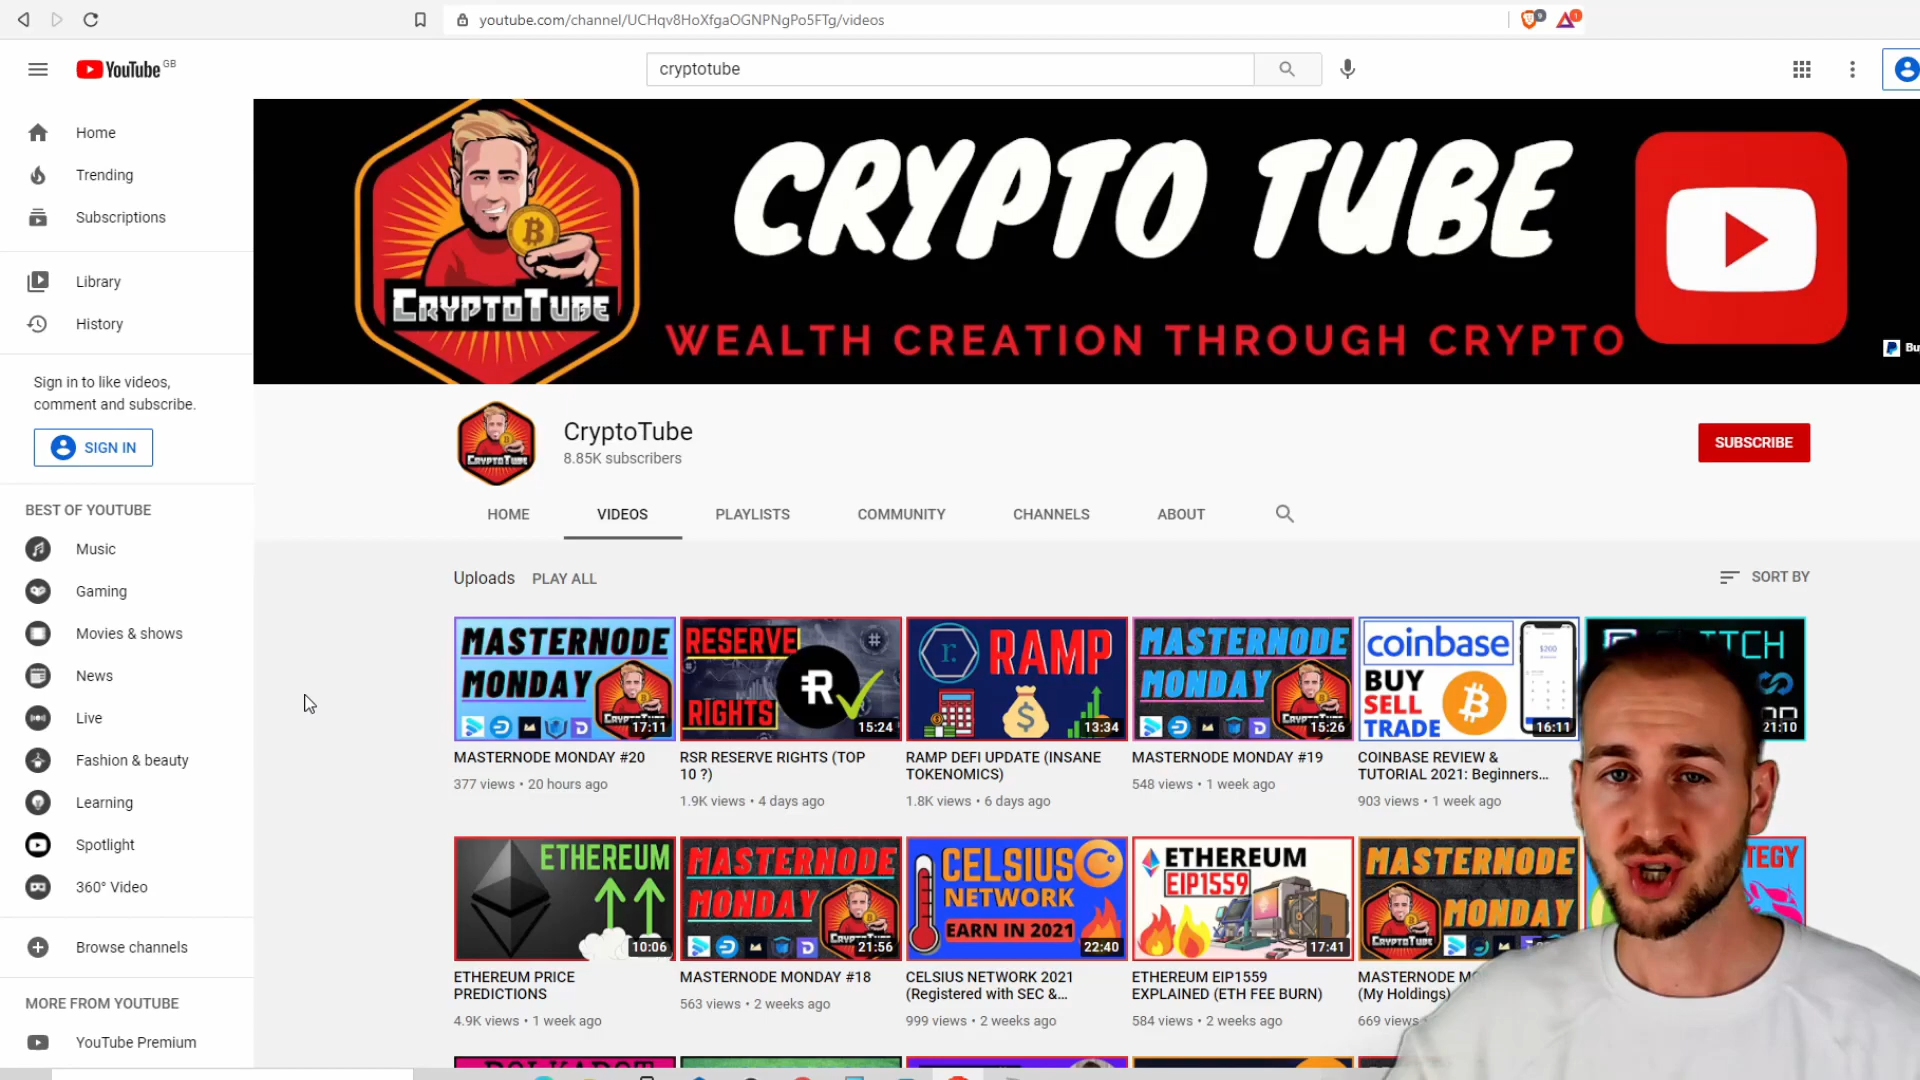 youtube.com/channel/UCHqv8HoXfgaOGNPNgPo5FTg/videos
9
1
YouTube GB
cryptotube
Home
Trending
Subscriptions
Library
History
Sign in to like videos,
comment and subscribe.
SIGN IN
BEST OF YOUTUBE
Music
Gaming
Movies & shows
News
Live
Fashion & beauty
Learning
Spotlight
360° Video
Browse channels
MORE FROM YOUTUBE
YouTube Premium
CRYPTOTUBE
CRYPTO TUBE
WEALTH CREATION THROUGH CRYPTO
CryptoTube
8.85K subscribers
SUBSCRIBE
HOME
VIDEOS
PLAYLISTS
COMMUNITY
CHANNELS
ABOUT
Uploads PLAY ALL
SORT BY
MASTERNODE
MONDAY
CRYPTOTUBE
17:11
MASTERNODE MONDAY #20
377 views • 20 hours ago
RESERVE
RIGHTS
15:24
RSR RESERVE RIGHTS (TOP
10 ?)
1.9K views • 4 days ago
RAMP
13:34
RAMP DEFI UPDATE (INSANE
TOKENOMICS)
1.8K views • 6 days ago
MASTERNODE
MONDAY
CRYPTOTUBE
15:26
MASTERNODE MONDAY #19
548 views • 1 week ago
coinbase
BUY
SELL
TRADE
$200
16:11
COINBASE REVIEW &
TUTORIAL 2021: Beginners...
903 views • 1 week ago
21:10
ETHEREUM
10:06
ETHEREUM PRICE
PREDICTIONS
4.9K views • 1 week ago
MASTERNODE
MONDAY
CRYPTOTUBE
21:56
MASTERNODE MONDAY #18
563 views • 2 weeks ago
CELSIUS
NETWORK
EARN IN 2021
22:40
CELSIUS NETWORK 2021
(Registered with SEC &...
999 views • 2 weeks ago
ETHEREUM
EIP1559
17:41
ETHEREUM EIP1559
EXPLAINED (ETH FEE BURN)
584 views • 2 weeks ago
MASTERNODE
MONDAY
CRYPTOTUBE
(My Holdings)
669 views